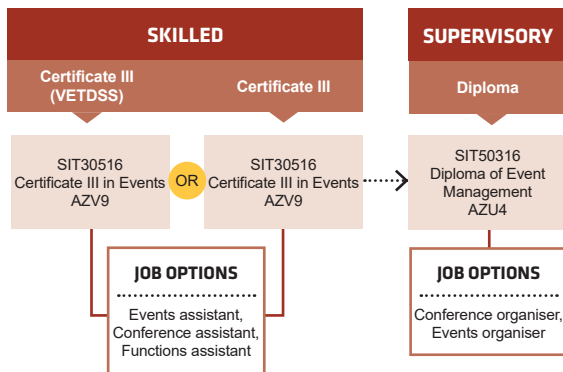 SKILLED
SUPERVISORY
Certificate III
(VETDSS)
Certificate III
Diploma
SIT30516
Certificate III in Events
AZV9
OR
SIT30516
Certificate III in Events
AZV9
SIT50316
Diploma of Event
Management
AZU4
JOB OPTIONS
Events assistant,
Conference assistant,
Functions assistant
JOB OPTIONS
Conference organiser,
Events organiser